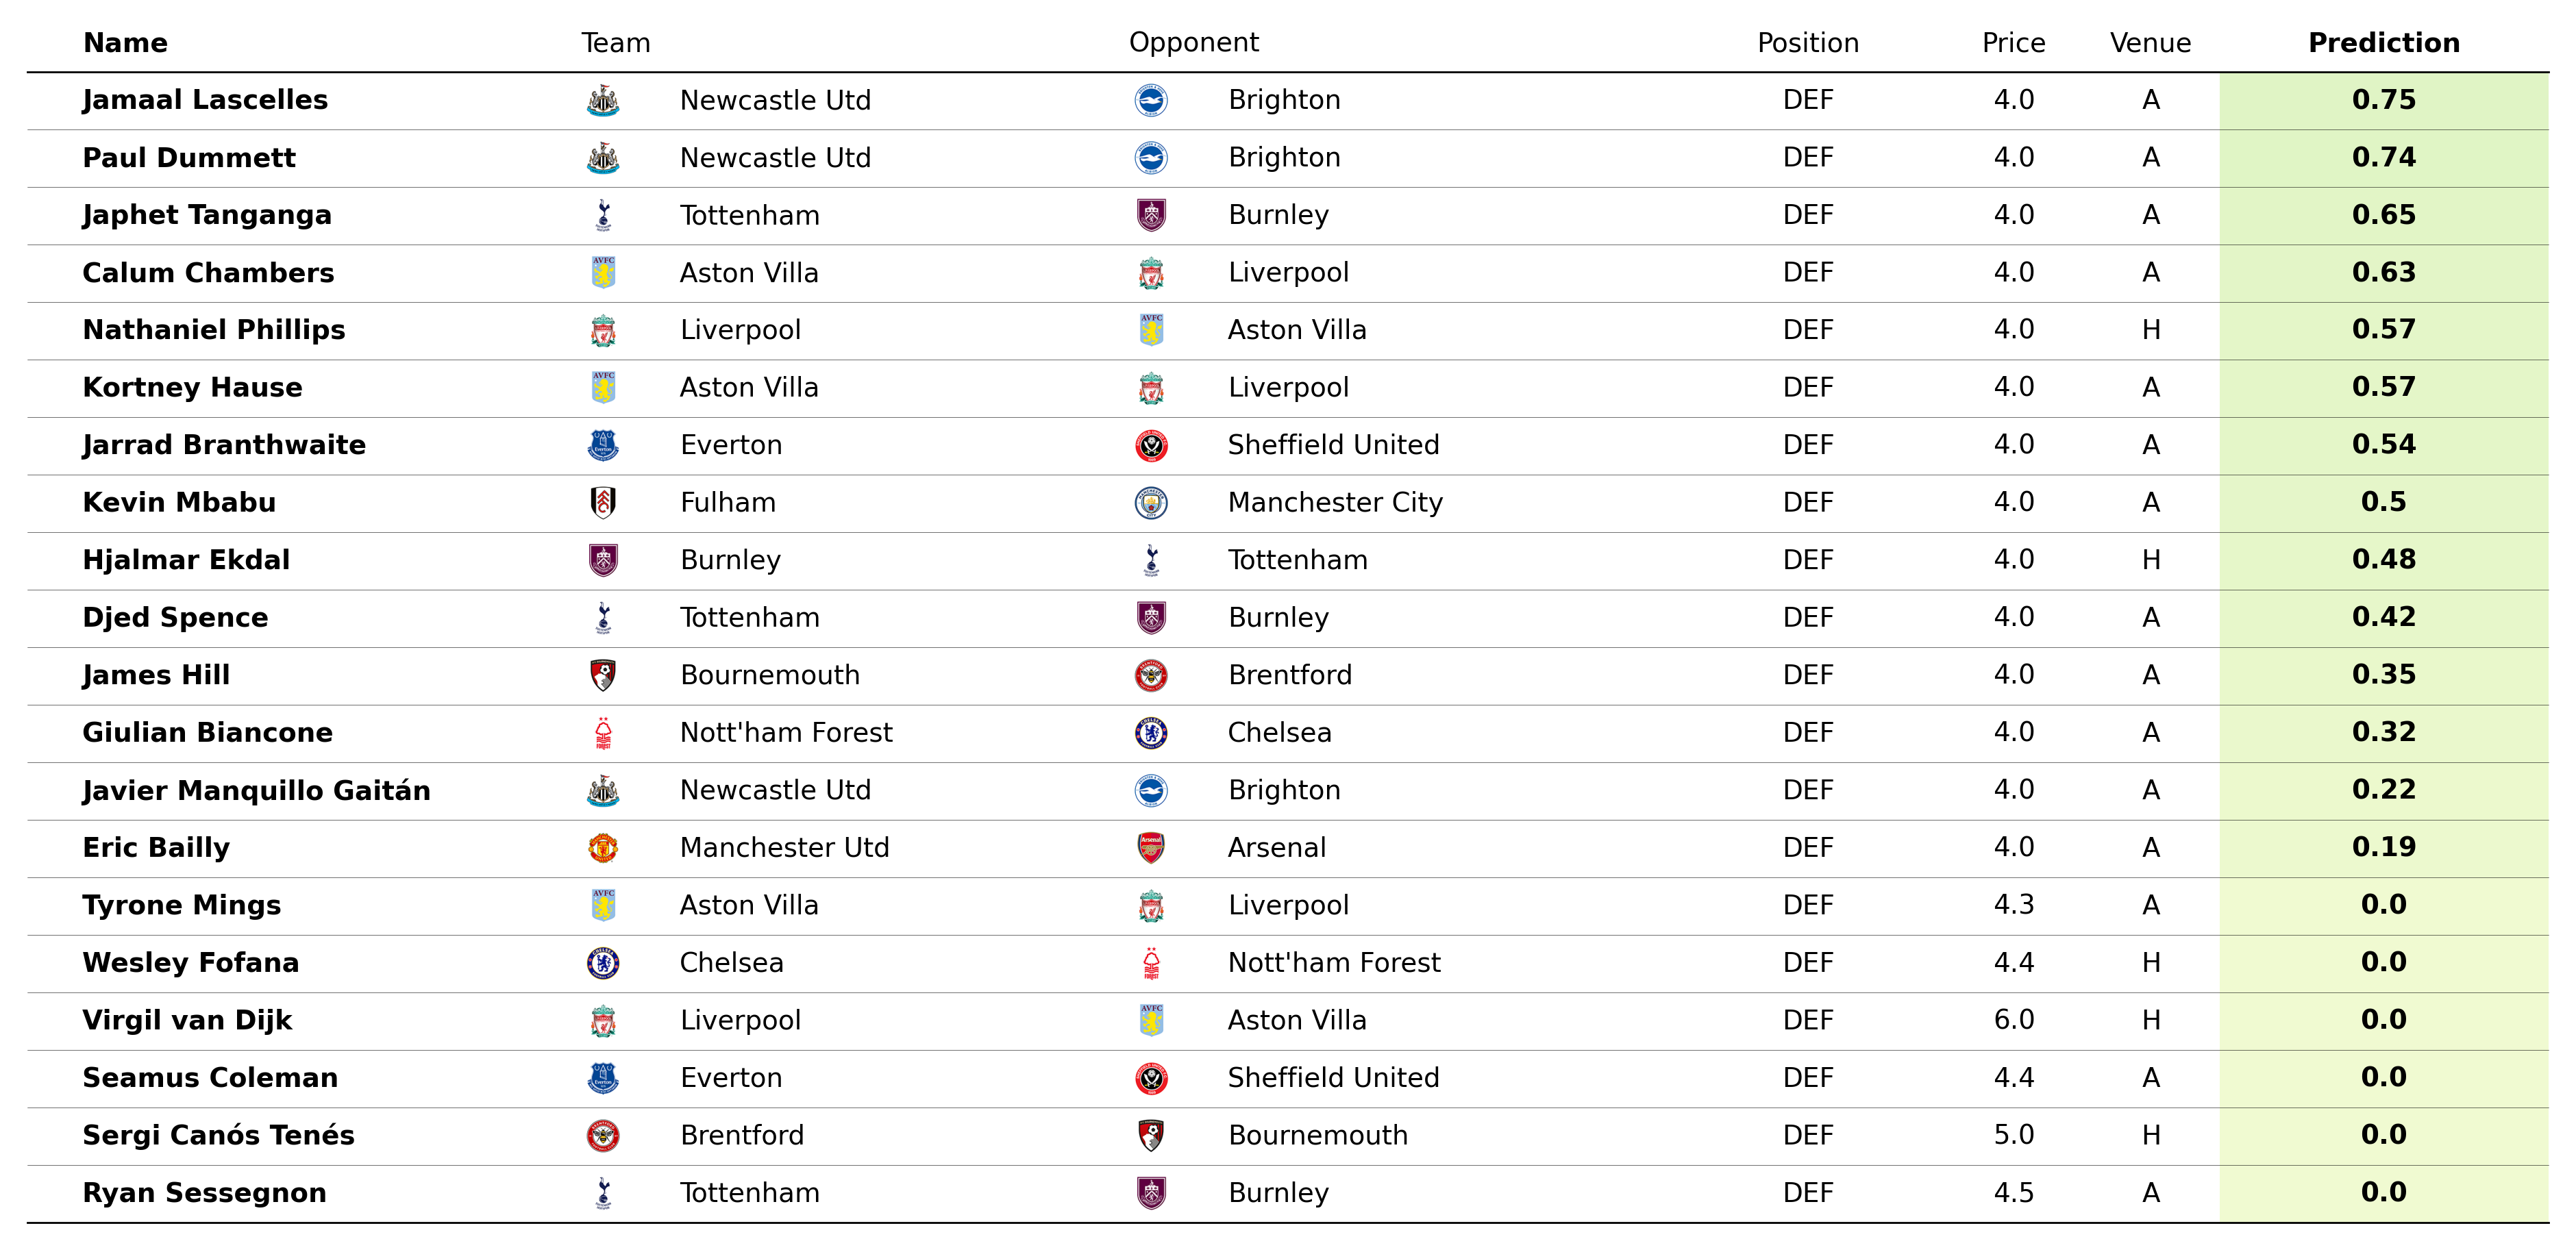 Name Team Opponent Position Price Venue Prediction
Jamaal Lascelles Newcastle Utd Brighton DEF 4.0 A 0.75
Paul Dummett Newcastle Utd Brighton DEF 4.0 A 0.74
Japhet Tanganga Tottenham Burnley DEF 4.0 A 0.65
Calum Chambers Aston Villa Liverpool DEF 4.0 A 0.63
Nathaniel Phillips Liverpool Aston Villa DEF 4.0 H 0.57
Kortney Hause Aston Villa Liverpool DEF 4.0 A 0.57
Jarrad Branthwaite Everton Sheffield United DEF 4.0 A 0.54
Kevin Mbabu Fulham Manchester City DEF 4.0 A 0.5
Hjalmar Ekdal Burnley Tottenham DEF 4.0 H 0.48
Djed Spence Tottenham Burnley DEF 4.0 A 0.42
James Hill Bournemouth Brentford DEF 4.0 A 0.35
Giulian Biancone Nott'ham Forest Chelsea DEF 4.0 A 0.32
Javier Manquillo Gaitán Newcastle Utd Brighton DEF 4.0 A 0.22
Eric Bailly Manchester Utd Arsenal DEF 4.0 A 0.19
Tyrone Mings Aston Villa Liverpool DEF 4.3 A 0.0
Wesley Fofana Chelsea Nott'ham Forest DEF 4.4 H 0.0
Virgil van Dijk Liverpool Aston Villa DEF 6.0 H 0.0
Seamus Coleman Everton Sheffield United DEF 4.4 A 0.0
Sergi Canós Tenés Brentford Bournemouth DEF 5.0 H 0.0
Ryan Sessegnon Tottenham Burnley DEF 4.5 A 0.0